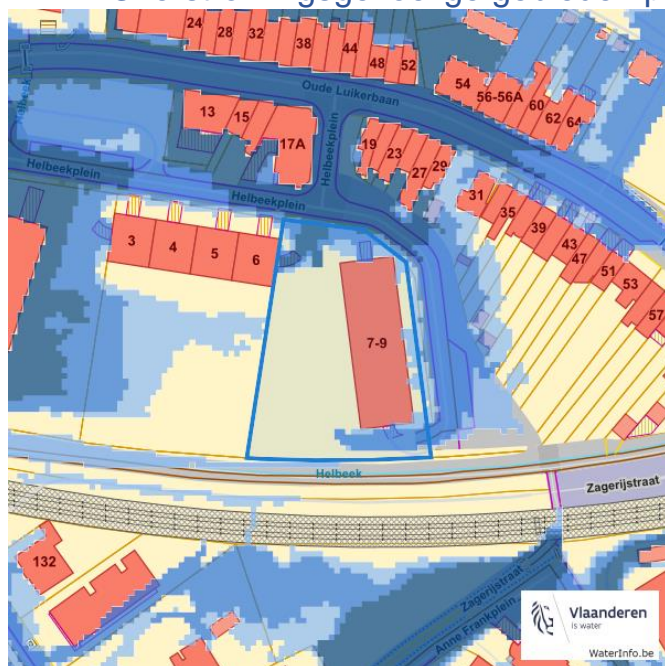 24
28
32
38
44
48
52
Oude Luikerbaan
54
56-56A
60
62
64
13
15
17A
19
23
27
29
Helbeekplein
Helbeekplein
Helbeekplein
31
35
39
43
47
51
53
57
3
4
5
6
7-9
Helbeek
Zagerijstraat
132
Zagerijstraat
Anne Frankplein
Vlaanderen
is water
WaterInfo.be